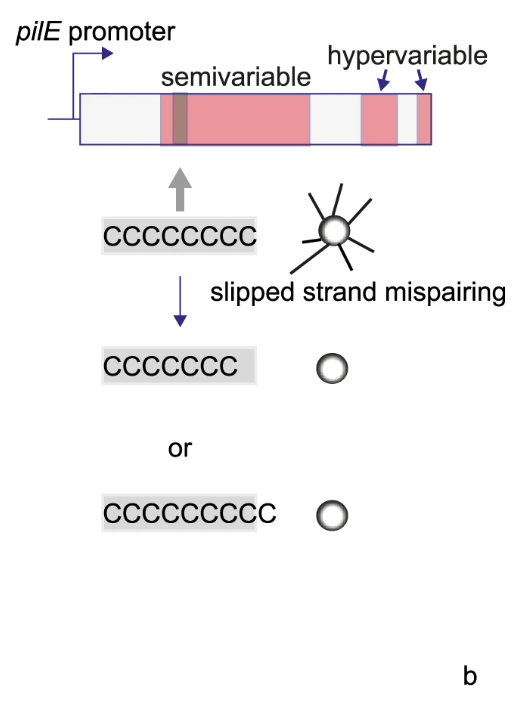 pilE promoter
hypervariable
semivariable
CCCCCCCC
slipped strand mispairing
CCCCCCC
or
CCCCCCCCC
b